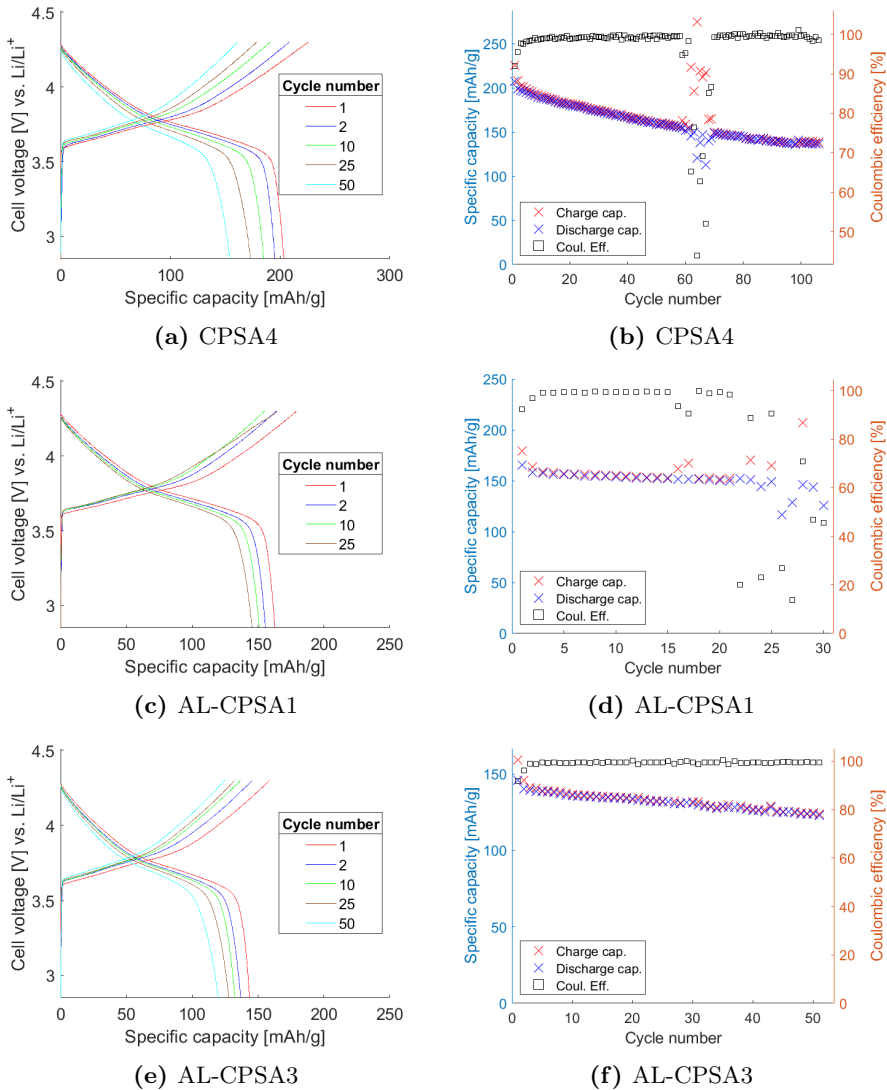 4.5
4
3.5
3
0
100
200
300
Cell voltage [V] vs. Li/Li+
Specific capacity [mAh/g]
Cycle number
1
2
10
25
50
(a) CPSA4
250
200
150
100
50
0
Specific capacity [mAh/g]
100
90
80
70
60
50
Coulombic efficiency [%]
0
20
40
60
80
100
Cycle number
Charge cap.
Discharge cap.
Coul. Eff.
(b) CPSA4
4.5
4
3.5
3
0
50
100
150
200
250
Cell voltage [V] vs. Li/Li+
Specific capacity [mAh/g]
Cycle number
1
2
10
25
(c) AL-CPSA1
250
200
150
100
50
0
Specific capacity [mAh/g]
100
80
60
40
20
0
Coulombic efficiency [%]
0
5
10
15
20
25
30
Cycle number
Charge cap.
Discharge cap.
Coul. Eff.
(d) AL-CPSA1
4.5
4
3.5
3
0
50
100
150
200
250
Cell voltage [V] vs. Li/Li+
Specific capacity [mAh/g]
Cycle number
1
2
10
25
50
(e) AL-CPSA3
150
100
50
0
Specific capacity [mAh/g]
100
80
60
40
20
0
Coulombic efficiency [%]
0
10
20
30
40
50
Cycle number
Charge cap.
Discharge cap.
Coul. Eff.
(f) AL-CPSA3